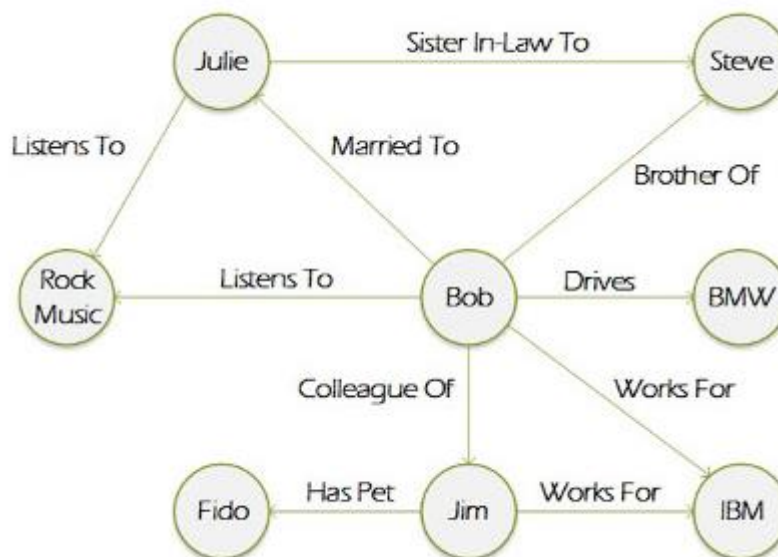 Sister In-Law To
Julie
Steve
Listens To
Married To
Brother Of
Rock
Music
Listens To
Bob
Drives
BMW
Colleague Of
Works For
Fido
Has Pet
Jim
Works For
IBM